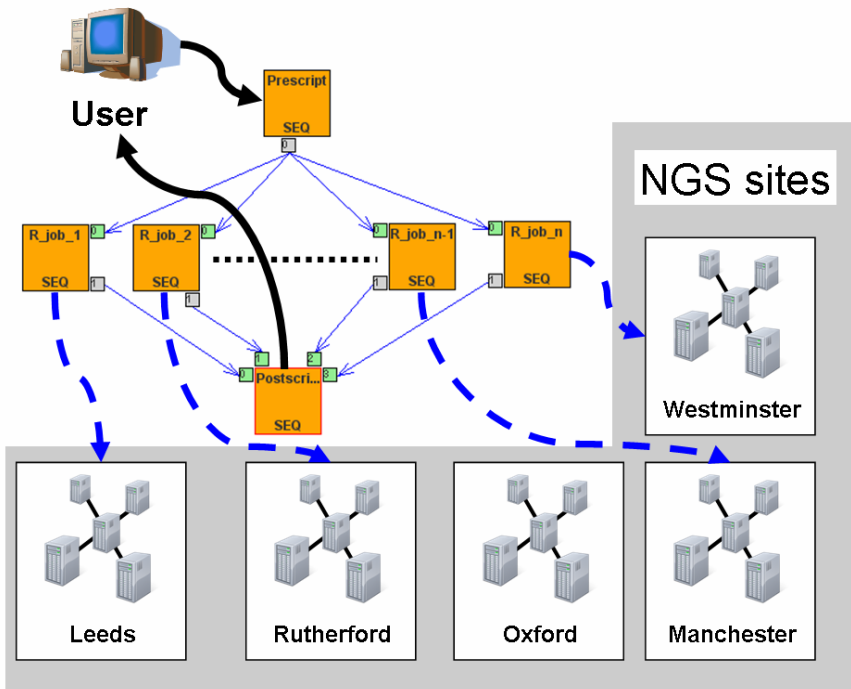 User
Prescript
SEQ
0
NGS sites
R_job_1
0
SEQ
1
R_job_2
0
SEQ
1
R_job_n-1
0
SEQ
1
R_job_n
0
SEQ
1
0
1
2
3
Postscri...
SEQ
Westminster
Leeds
Rutherford
Oxford
Manchester